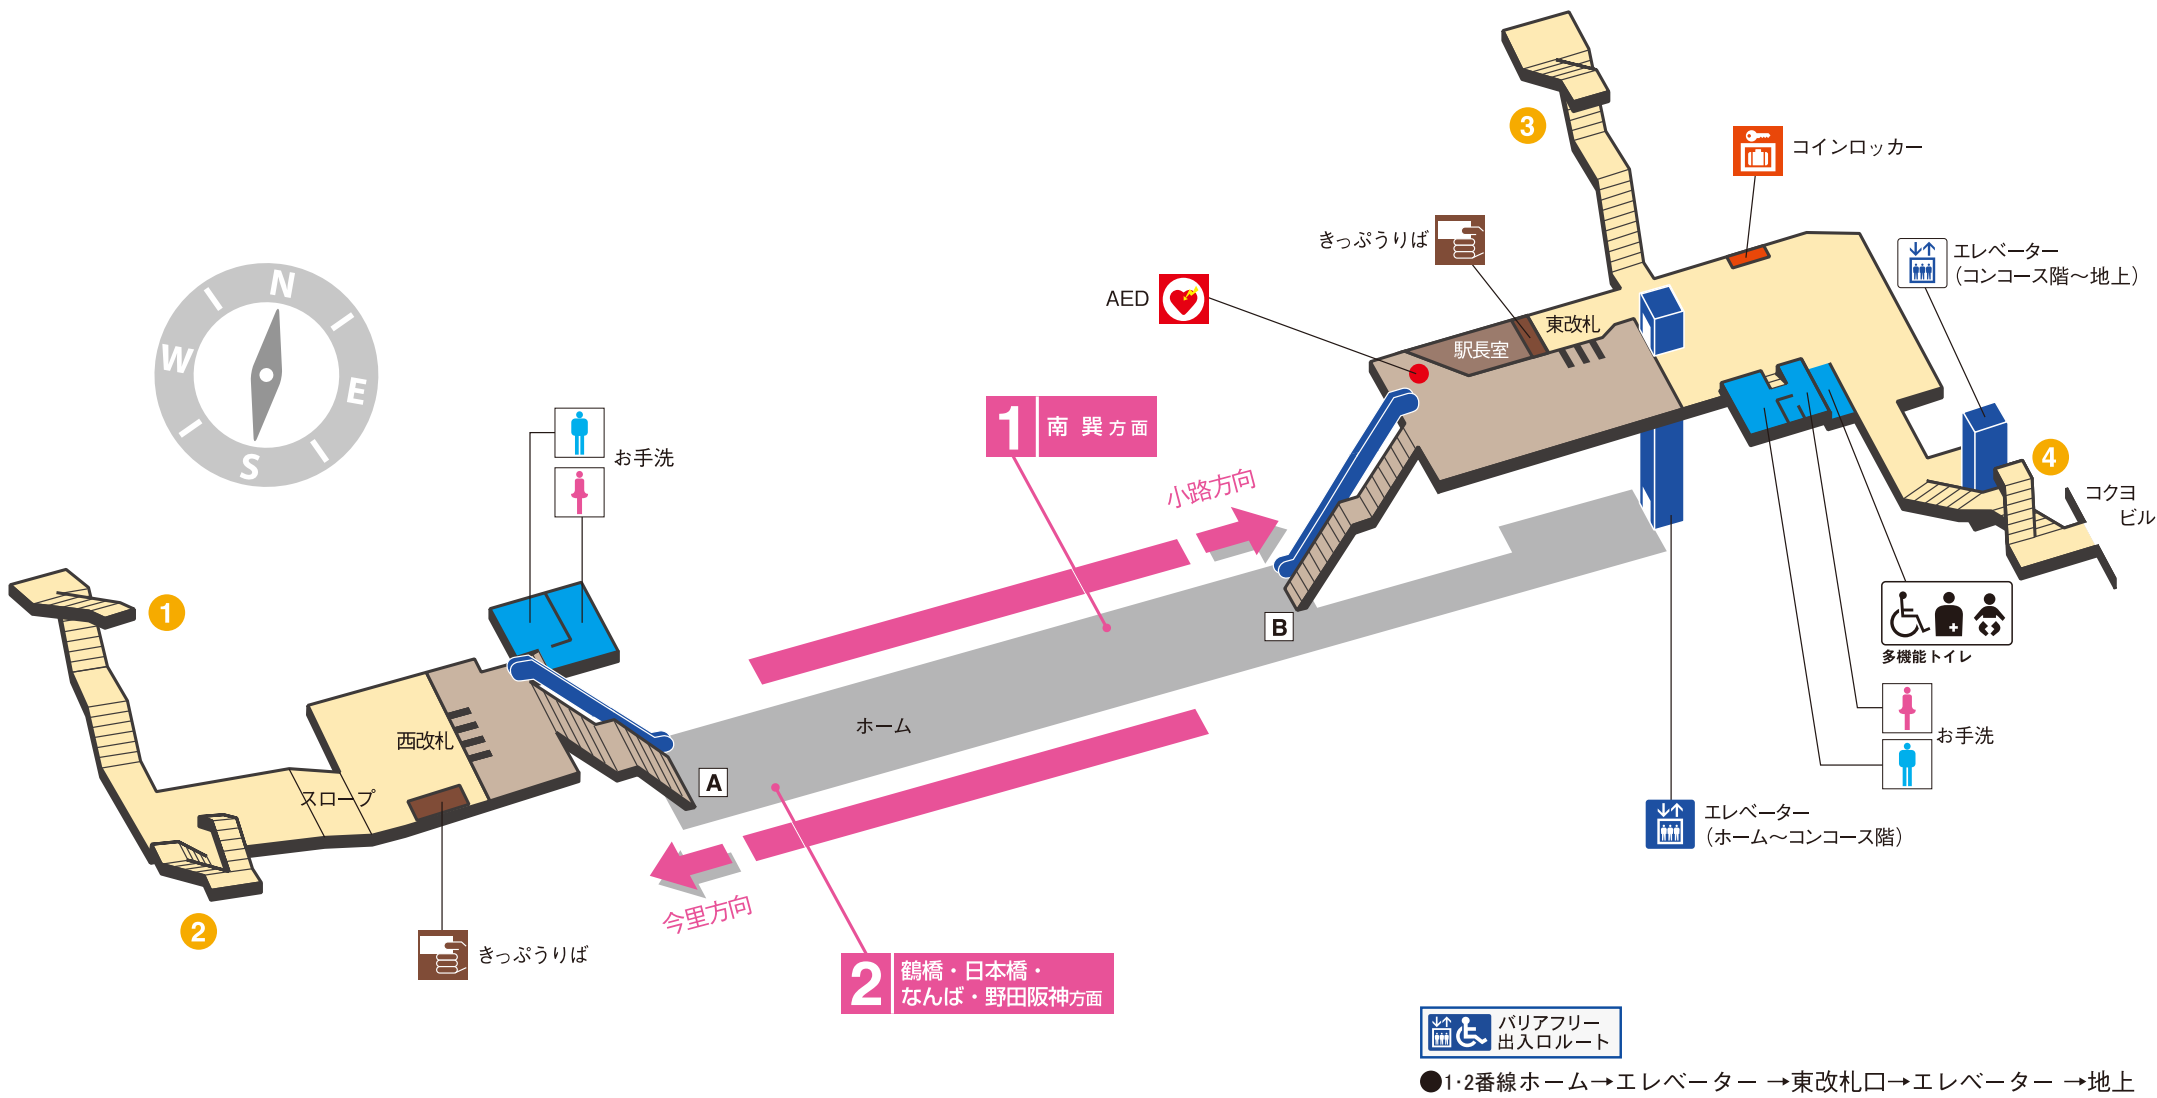 3
コインロッカー
きっぷうりば
エレベーター
(コンコース階～地上)
AED
東改札
駅長室
N
W
E
S
1 南 巽 方面
お手洗
小路方向
4
コクヨ
ビル
1
B
多機能トイレ
ホーム
西改札
A
お手洗
スロープ
エレベーター
(ホーム～コンコース階)
今里方向
2
きっぷうりば
2 鶴橋・日本橋・
なんば・野田阪神方面
バリアフリー
出入口ルート
●1・2番線ホーム→エレベーター →東改札口→エレベーター →地上